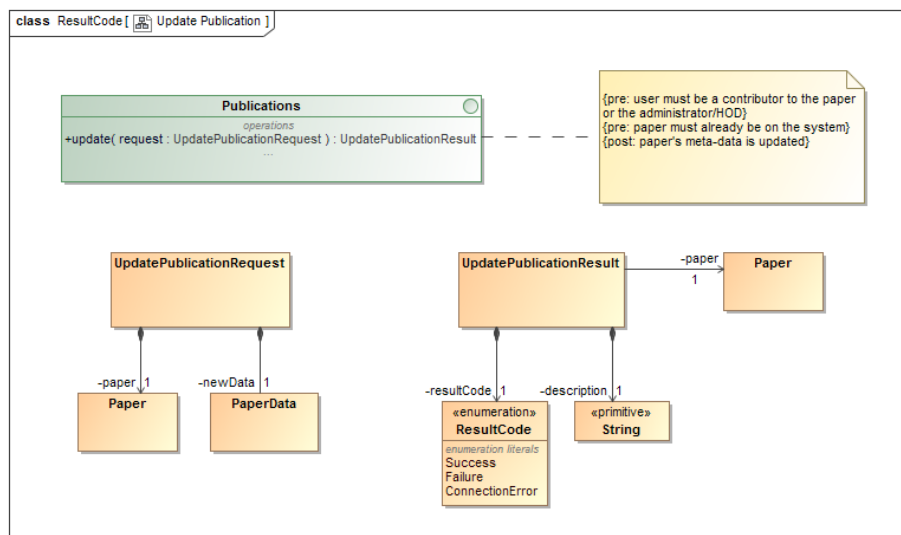 class ResultCode[ Update Publication ]
Publications
operations
+update( request : UpdatePublicationRequest ) : UpdatePublicationResult
...
{pre: user must be a contributor to the paper
or the administrator/HOD}
{pre: paper must already be on the system}
{post: paper's meta-data is updated}
UpdatePublicationRequest
UpdatePublicationResult
-paper
1
Paper
-paper 1
-newData 1
Paper
PaperData
-resultCode 1
-description 1
«enumeration»
ResultCode
enumeration literals
Success
Failure
ConnectionError
«primitive»
String